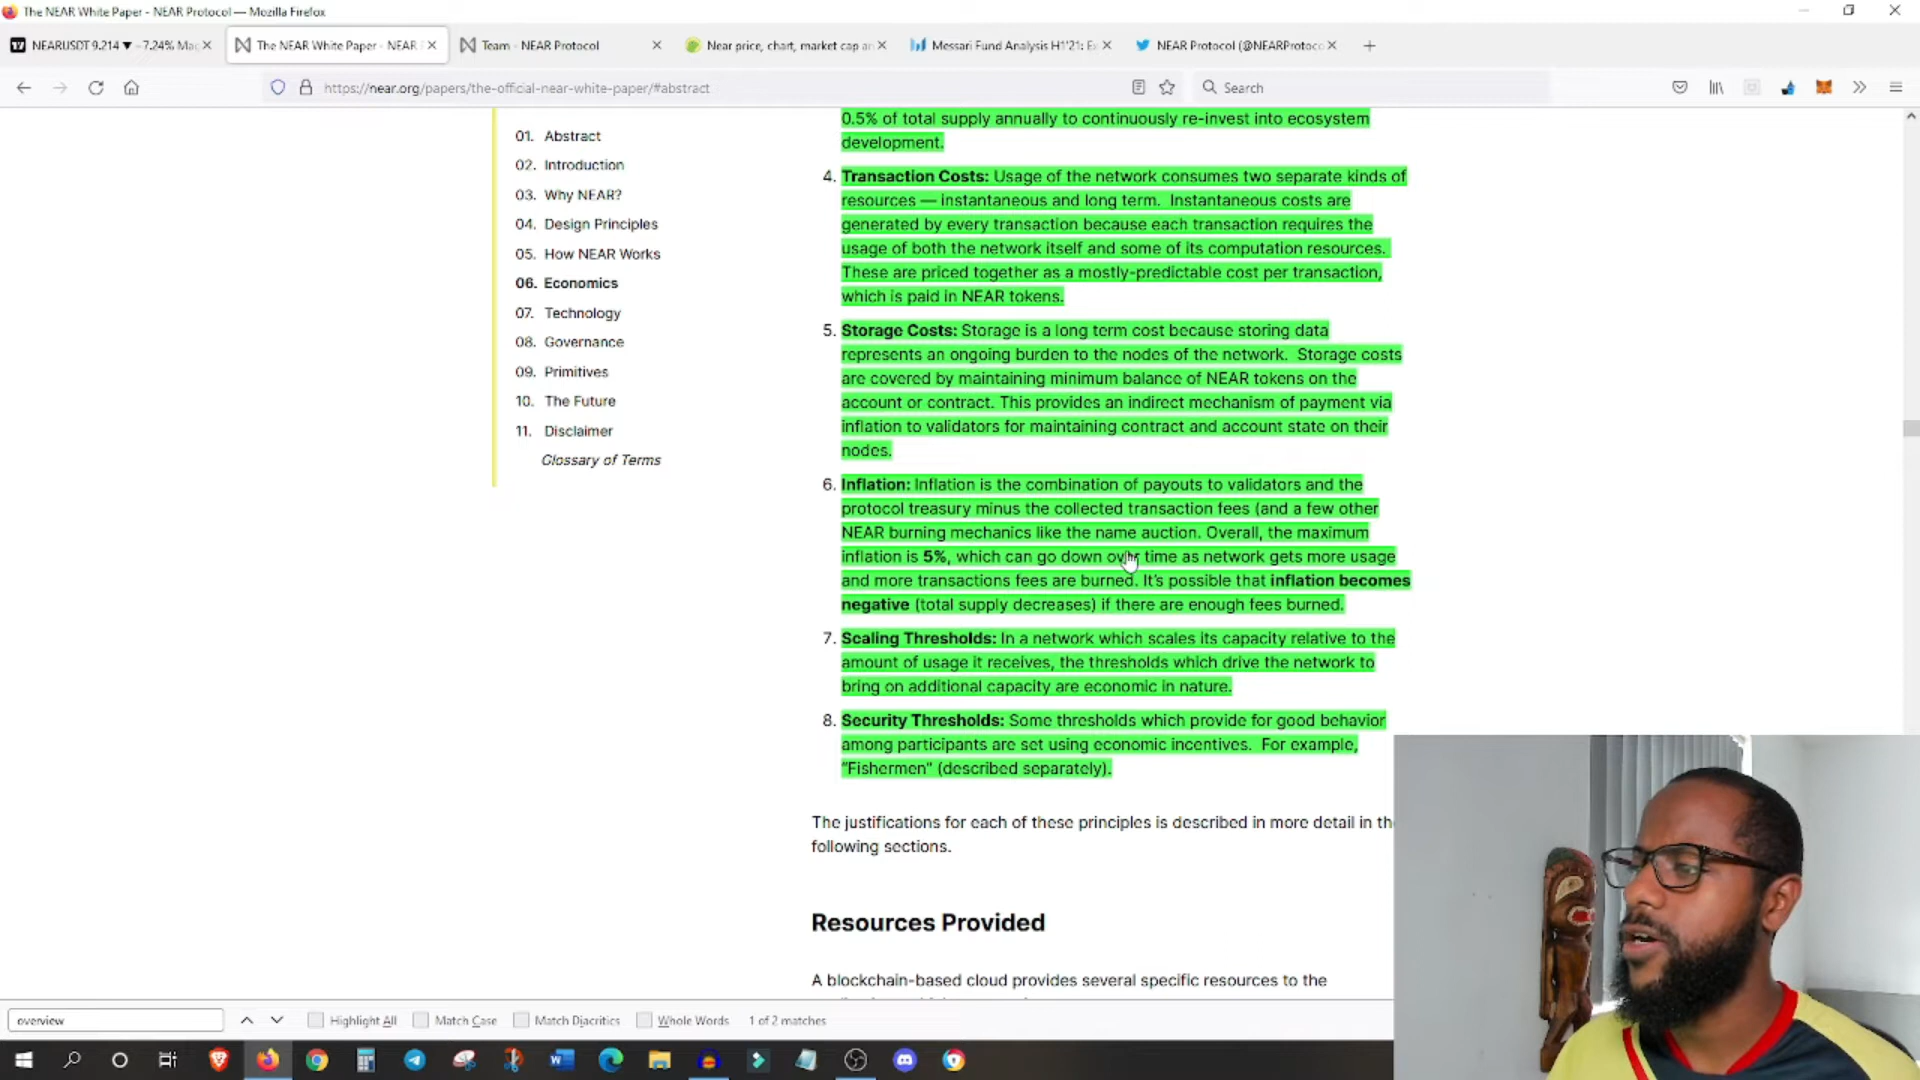 The NEAR White Paper - NEAR Protocol — Mozilla Firefox
NEARUSDT 9.214 ▼ −7.24%
The NEAR White Paper - NEAR
Team - NEAR Protocol
Near price, chart, market cap an
Messari Fund Analysis H1'21:
NEAR Protocol (@NEARProtoco
https://near.org/papers/the-official-near-white-paper/#abstract
Search
01. Abstract
02. Introduction
03. Why NEAR?
04. Design Principles
05. How NEAR Works
06. Economics
07. Technology
08. Governance
09. Primitives
10. The Future
11. Disclaimer
Glossary of Terms
0.5% of total supply annually to continuously re-invest into ecosystem
development.
4. Transaction Costs: Usage of the network consumes two separate kinds of
resources — instantaneous and long term. Instantaneous costs are
generated by every transaction because each transaction requires the
usage of both the network itself and some of its computation resources.
These are priced together as a mostly-predictable cost per transaction,
which is paid in NEAR tokens.
5. Storage Costs: Storage is a long term cost because storing data
represents an ongoing burden to the nodes of the network. Storage costs
are covered by maintaining minimum balance of NEAR tokens on the
account or contract. This provides an indirect mechanism of payment via
inflation to validators for maintaining contract and account state on their
nodes.
6. Inflation: Inflation is the combination of payouts to validators and the
protocol treasury minus the collected transaction fees (and a few other
NEAR burning mechanics like the name auction. Overall, the maximum
inflation is 5%, which can go down over time as network gets more usage
and more transactions fees are burned. It's possible that inflation becomes
negative (total supply decreases) if there are enough fees burned.
7. Scaling Thresholds: In a network which scales its capacity relative to the
amount of usage it receives, the thresholds which drive the network to
bring on additional capacity are economic in nature.
8. Security Thresholds: Some thresholds which provide for good behavior
among participants are set using economic incentives. For example,
"Fishermen" (described separately).
The justifications for each of these principles is described in more detail in the
following sections.
Resources Provided
A blockchain-based cloud provides several specific resources to the
overview
Highlight All
Match Case
Match Diacritics
Whole Words
1 of 2 matches